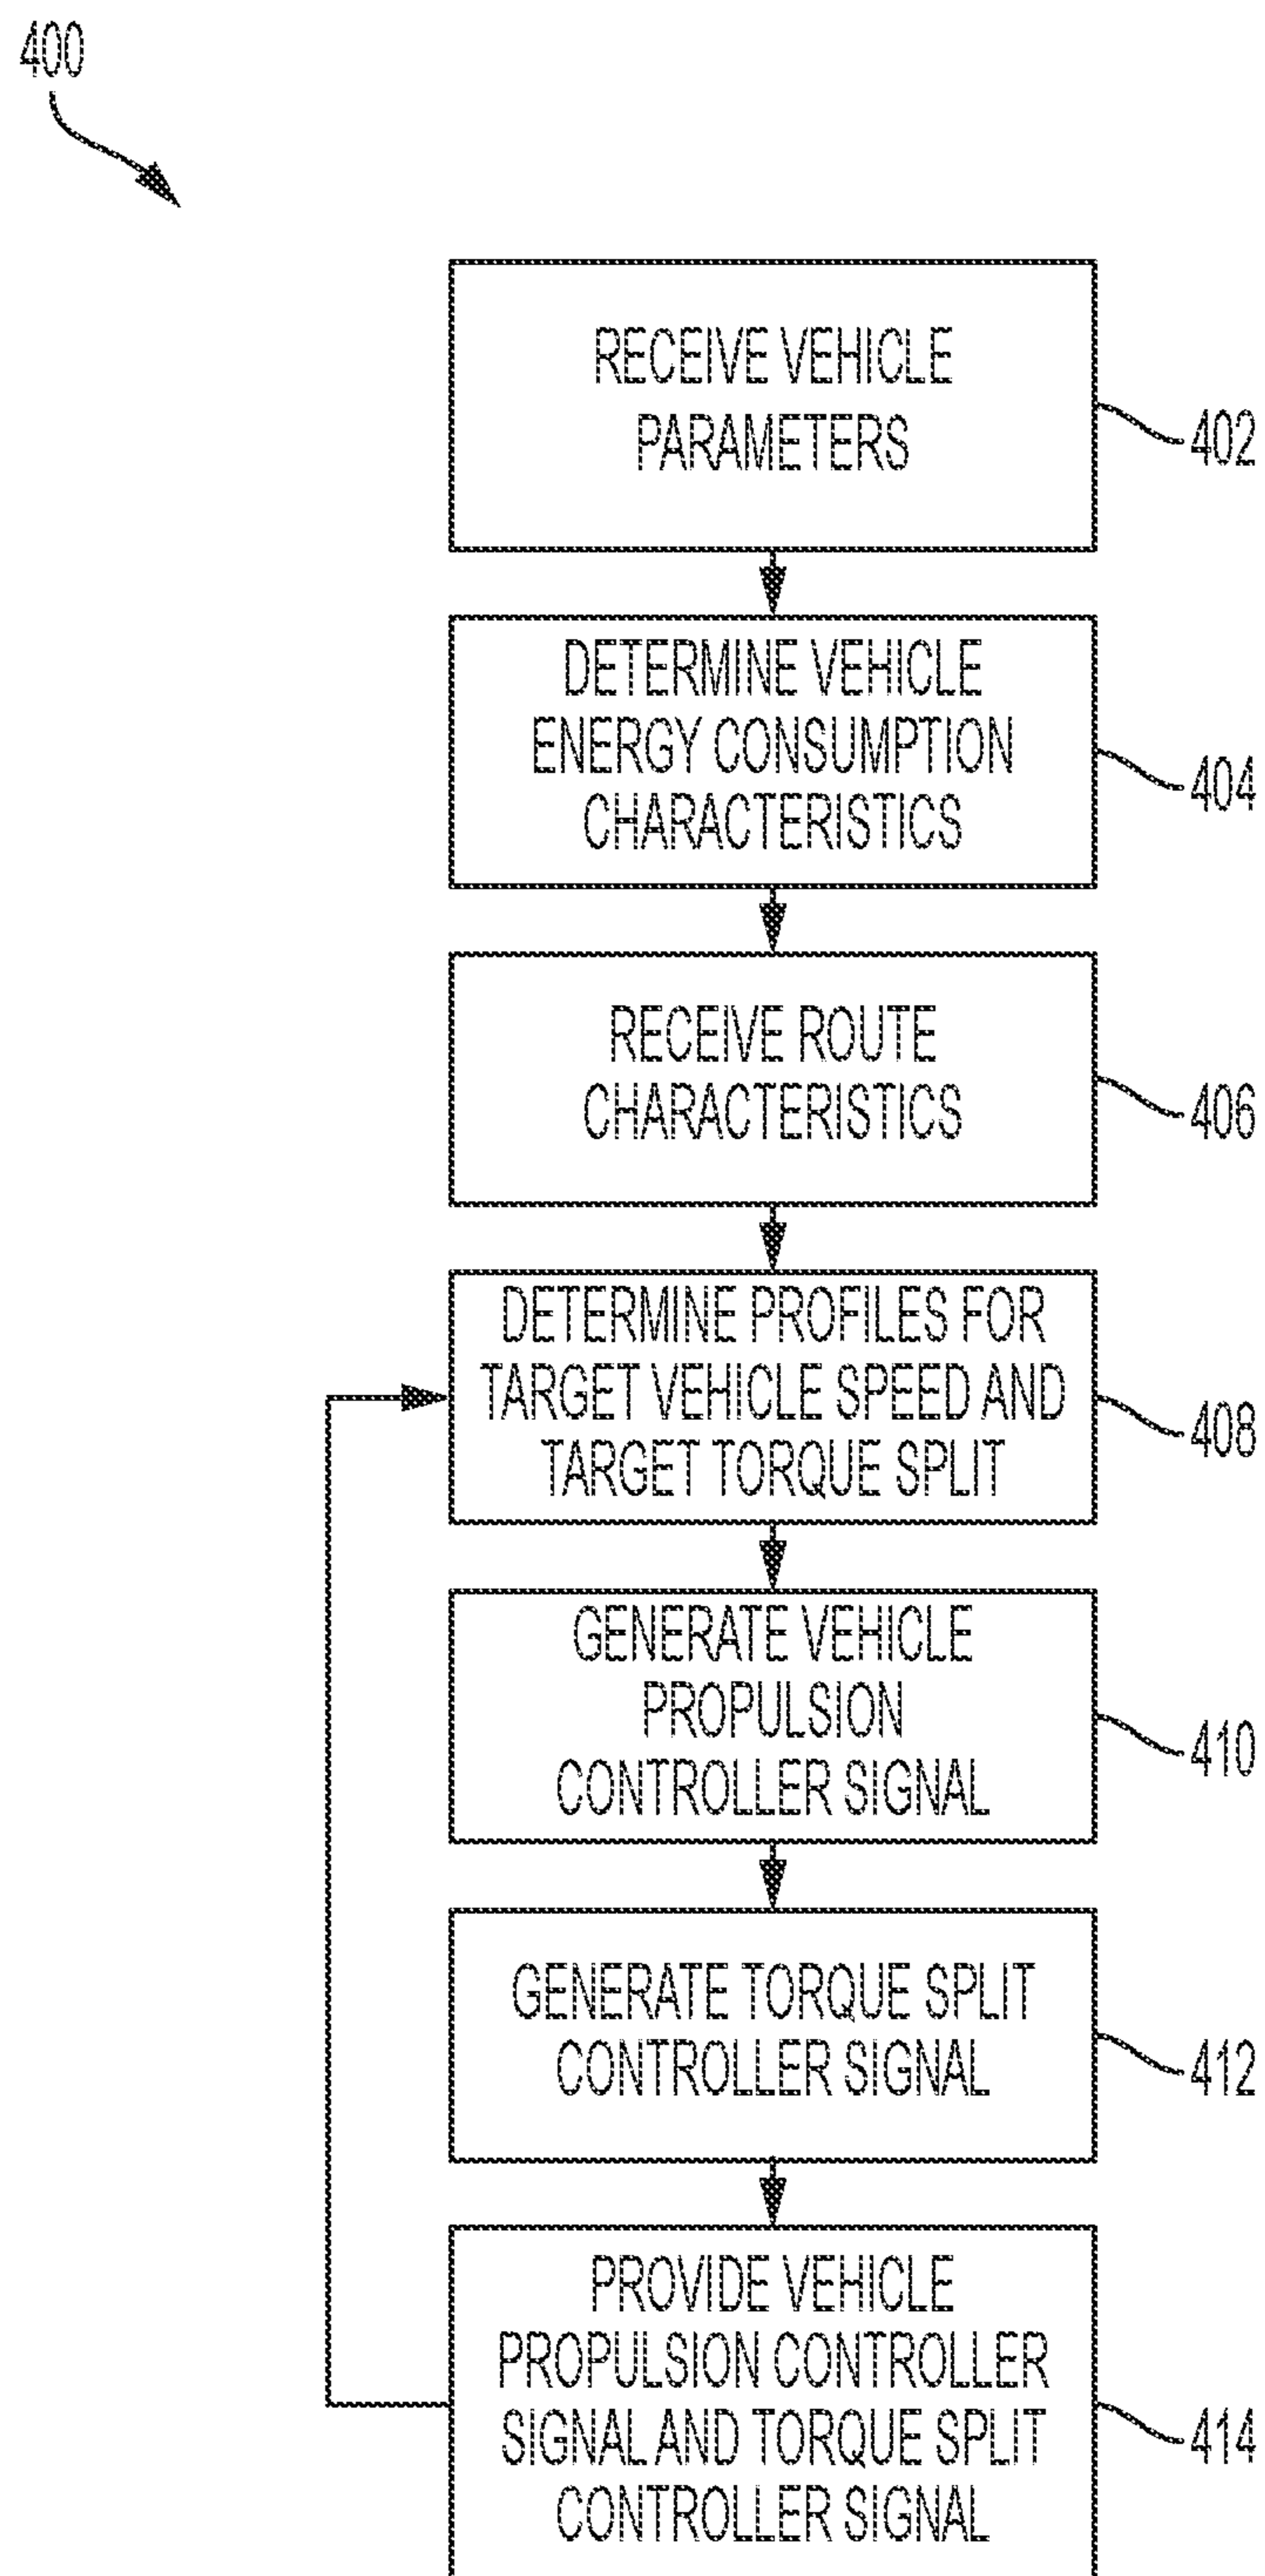 400
RECEIVE VEHICLE
PARAMETERS
402
DETERMINE VEHICLE
ENERGY CONSUMPTION
CHARACTERISTICS
404
RECEIVE ROUTE
CHARACTERISTICS
406
DETERMINE PROFILES FOR
TARGET VEHICLE SPEED AND
TARGET TORQUE SPLIT
408
GENERATE VEHICLE
PROPULSION
CONTROLLER SIGNAL
410
GENERATE TORQUE SPLIT
CONTROLLER SIGNAL
412
PROVIDE VEHICLE
PROPULSION CONTROLLER
SIGNAL AND TORQUE SPLIT
CONTROLLER SIGNAL
414